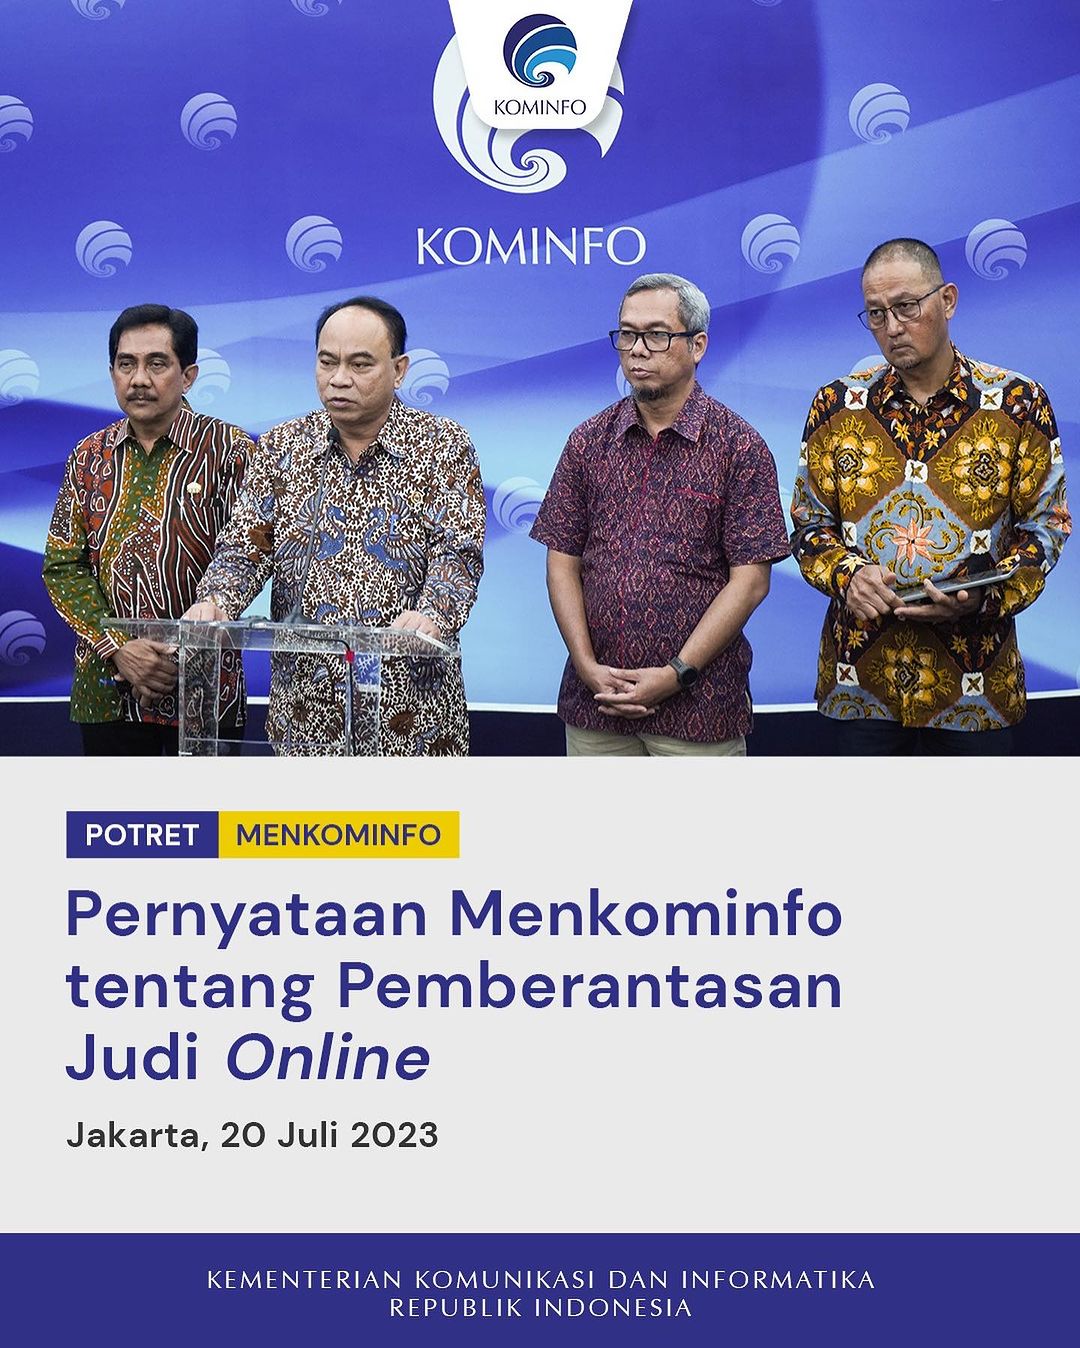 KOMINFO
KOMINFO
POTRET MENKOMINFO
Pernyataan Menkominfo
tentang Pemberantasan
Judi Online
Jakarta, 20 Juli 2023
KEMENTERIAN KOMUNIKASI DAN INFORMATIKA
REPUBLIK INDONESIA